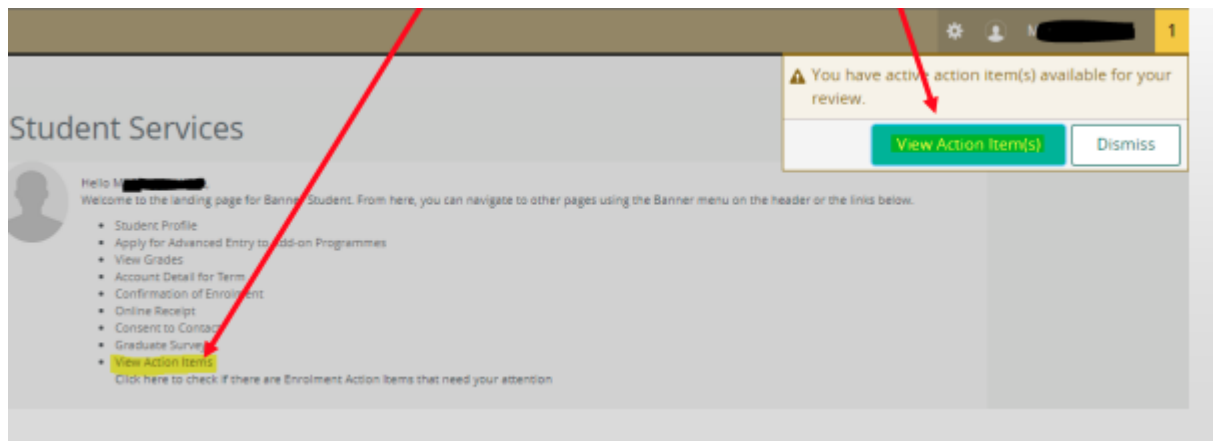 M
1
You have active action item(s) available for your
review.
View Action Item(s)
Dismiss
Student Services
Hello M
Welcome to the landing page for Banner Student. From here, you can navigate to other pages using the Banner menu on the header or the links below.
Student Profile
Apply for Advanced Entry to Add-on Programmes
View Grades
Account Detail for Term
Confirmation of Enrolment
Online Receipt
Consent to Contact
Graduate Survey
View Action Items
Click here to check if there are Enrolment Action Items that need your attention